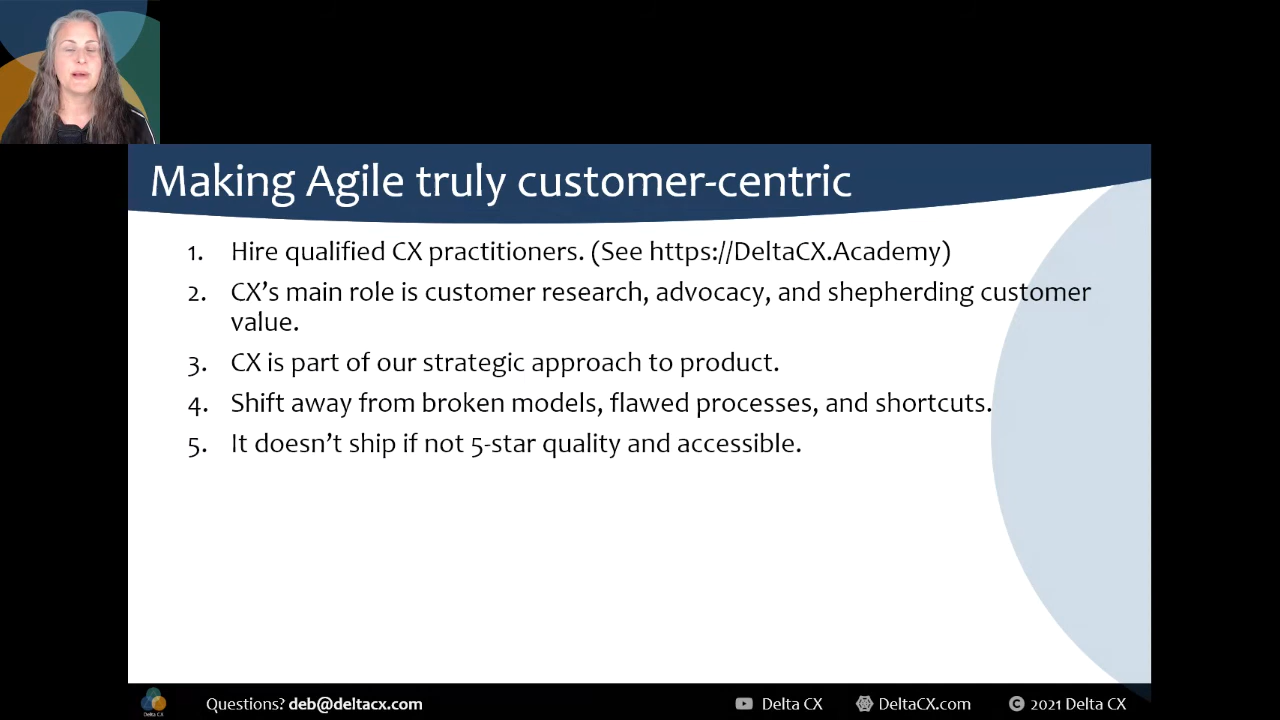 Making Agile truly customer-centric
1. Hire qualified CX practitioners. (See https://DeltaCX.Academy)
2. CX’s main role is customer research, advocacy, and shepherding customer
value.
3. CX is part of our strategic approach to product.
4. Shift away from broken models, flawed processes, and shortcuts.
5. It doesn’t ship if not 5-star quality and accessible.
Delta CX
Questions? deb@deltacx.com
Delta CX
DeltaCX.com
© 2021 Delta CX